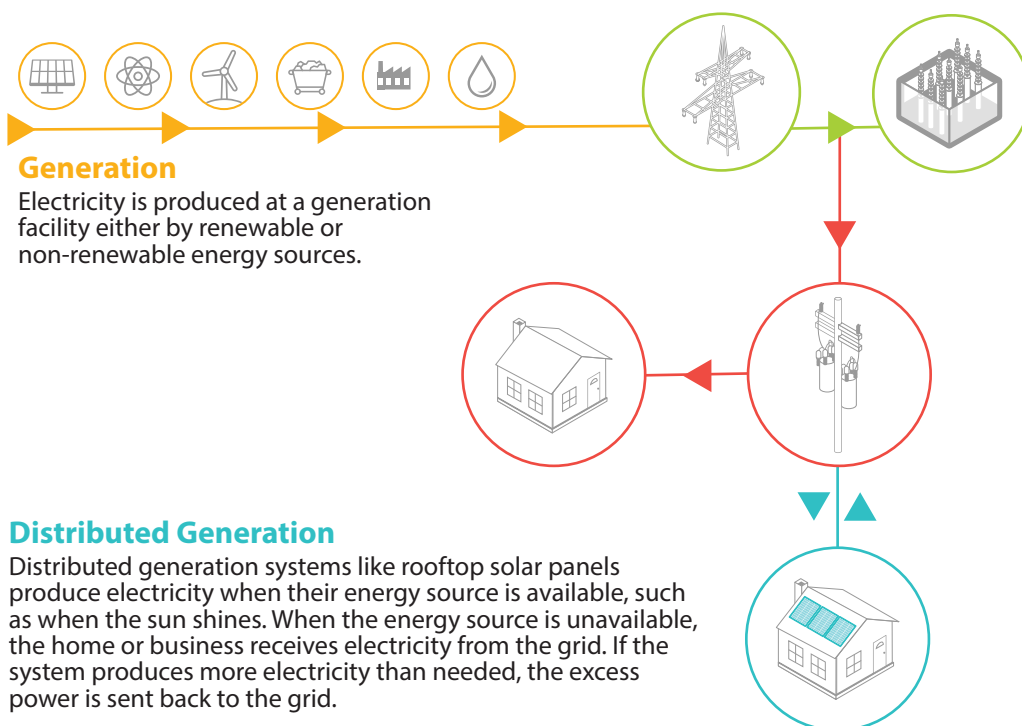 Generation
Electricity is produced at a generation
facility either by renewable or
non-renewable energy sources.
Distributed Generation
Distributed generation systems like rooftop solar panels
produce electricity when their energy source is available, such
as when the sun shines. When the energy source is unavailable,
the home or business receives electricity from the grid. If the
system produces more electricity than needed, the excess
power is sent back to the grid.